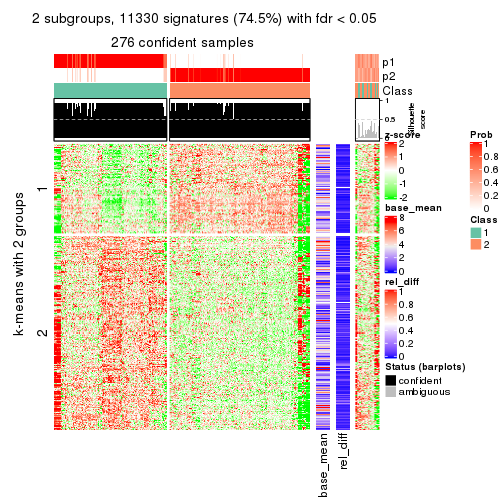 2 subgroups, 11330 signatures (74.5%) with fdr < 0.05
276 confident samples
p1
p2
Class
1
0.5
0
Silhouette
score
k-means with 2 groups
1
2
base_mean
rel_diff
z-score
2
1
0
-1
-2
base_mean
8
6
4
2
0
rel_diff
1
0.8
0.6
0.4
0.2
0
Status (barplots)
confident
ambiguous
Prob
1
0.8
0.6
0.4
0.2
0
Class
1
2